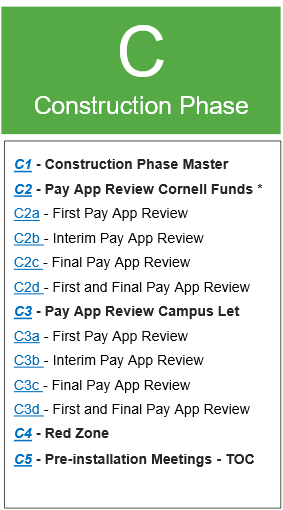 C
Construction Phase
C1 - Construction Phase Master
C2 - Pay App Review Cornell Funds *
C2a - First Pay App Review
C2b - Interim Pay App Review
C2c - Final Pay App Review
C2d - First and Final Pay App Review
C3 - Pay App Review Campus Let
C3a - First Pay App Review
C3b - Interim Pay App Review
C3c - Final Pay App Review
C3d - First and Final Pay App Review
C4 - Red Zone
C5 - Pre-installation Meetings - TOC